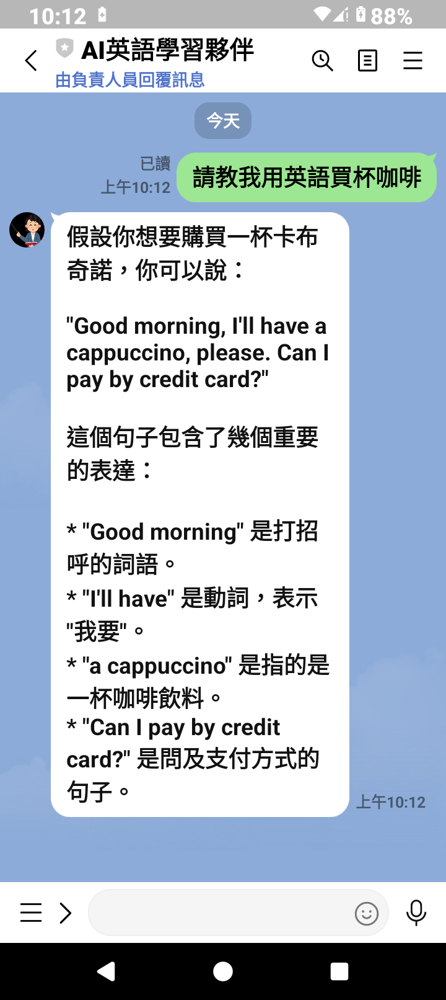 10:12
88%
AI英語學習夥伴
由負責人員回覆訊息
今天
已讀
上午10:12
請教我用英語買杯咖啡
假設你想要購買一杯卡布
奇諾，你可以說：
"Good morning, I'll have a
cappuccino, please. Can I
pay by credit card?"
這個句子包含了幾個重要
的表達：
* "Good morning" 是打招
呼的詞語。
* "I'll have" 是動詞，表示
"我要"。
* "a cappuccino" 是指的是
一杯咖啡飲料。
* "Can I pay by credit
card?" 是問及支付方式的
句子。
上午10:12